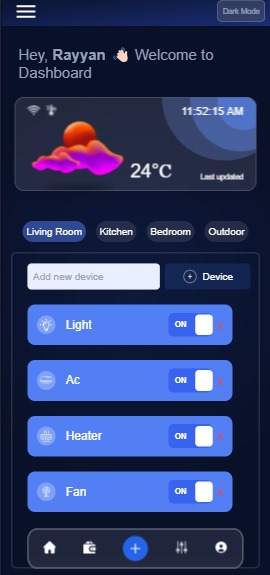 Dark Mode
Hey, Rayyan 👋🏻 Welcome to
Dashboard
11:52:15 AM
24°C
Last updated
Living Room Kitchen Bedroom Outdoor
Add new device + Device
Light ON
Ac ON
Heater ON
Fan ON